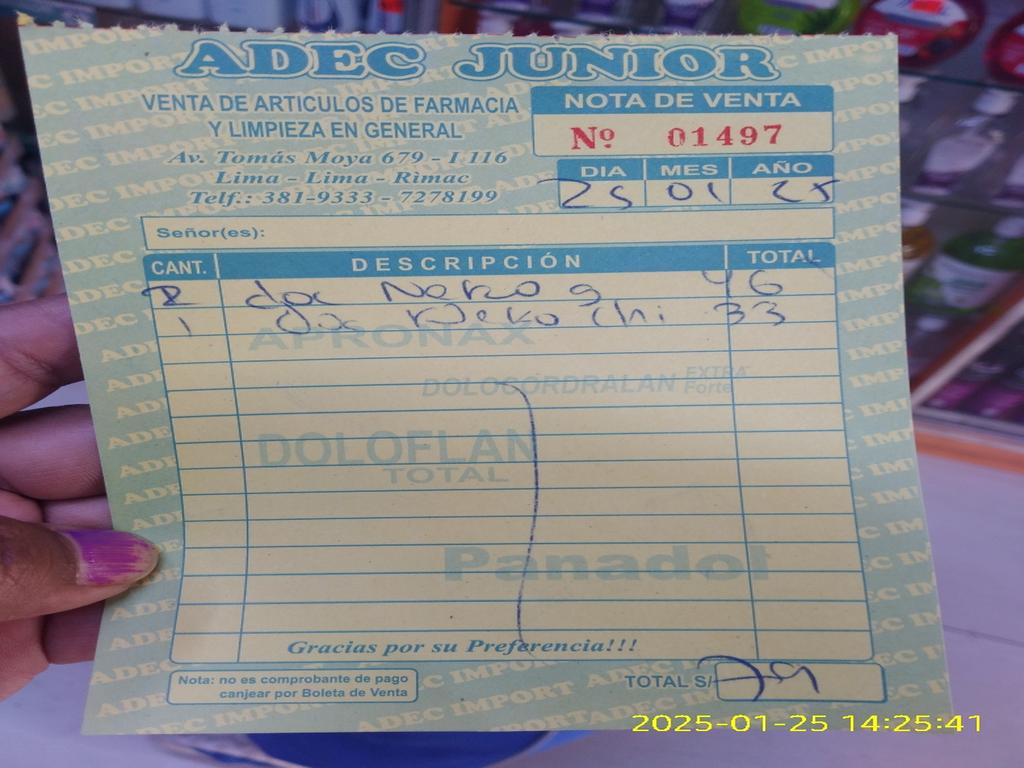 ADEC JUNIOR
VENTA DE ARTICULOS DE FARMACIA
Y LIMPIEZA EN GENERAL
Av. Tomás Moya 679 - I 116
Lima - Lima - Rimac
Telf.: 381-9333 - 7278199
NOTA DE VENTA
Nº 01497
DIA MES AÑO
25 01 25
Señor(es):
CANT. DESCRIPCIÓN TOTAL
doc Neko 46
1 doc Neko Chi 33
APRONAX
DOLOCORDRALAN EXTRA Forte
DOLOFLAN
TOTAL
Panadol
Gracias por su Preferencia!!!
Nota: no es comprobante de pago
canjear por Boleta de Venta
TOTAL S/ 79
2025-01-25 14:25:41